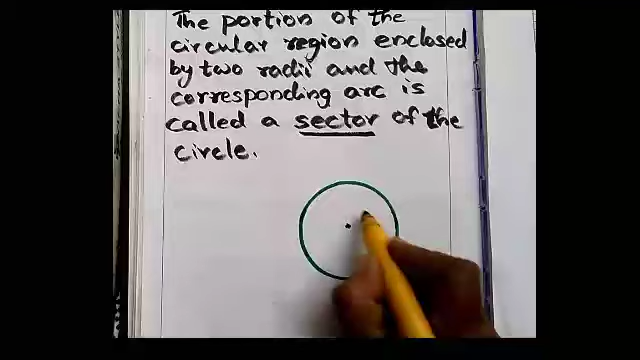 The portion of the
circular region enclosed
by two radii and the
corresponding arc is
called a sector of the
circle.